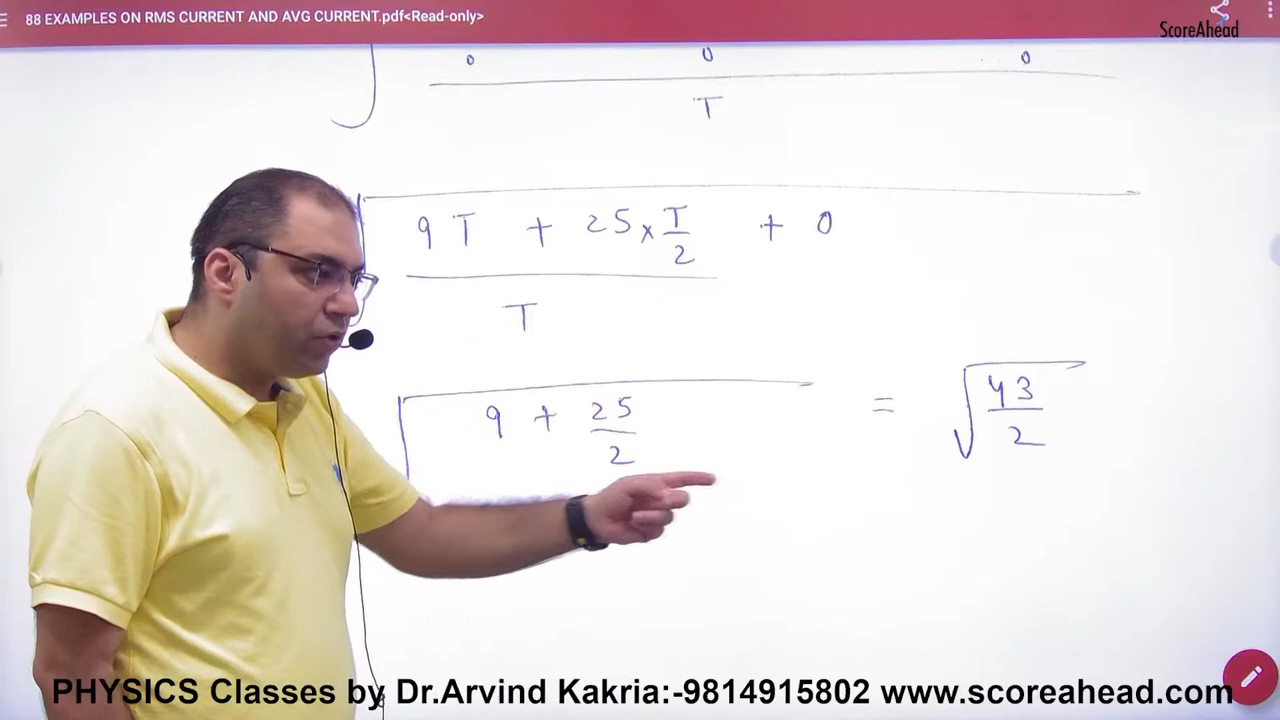 88 EXAMPLES ON RMS CURRENT AND AVG CURRENT.pdf<Read-only>
ScoreAhead
0 0 0
T
9 T + 25 × T/2 + 0
T
9 + 25/2 = √43/2
PHYSICS Classes by Dr.Arvind Kakria:-9814915802 www.scoreahead.com